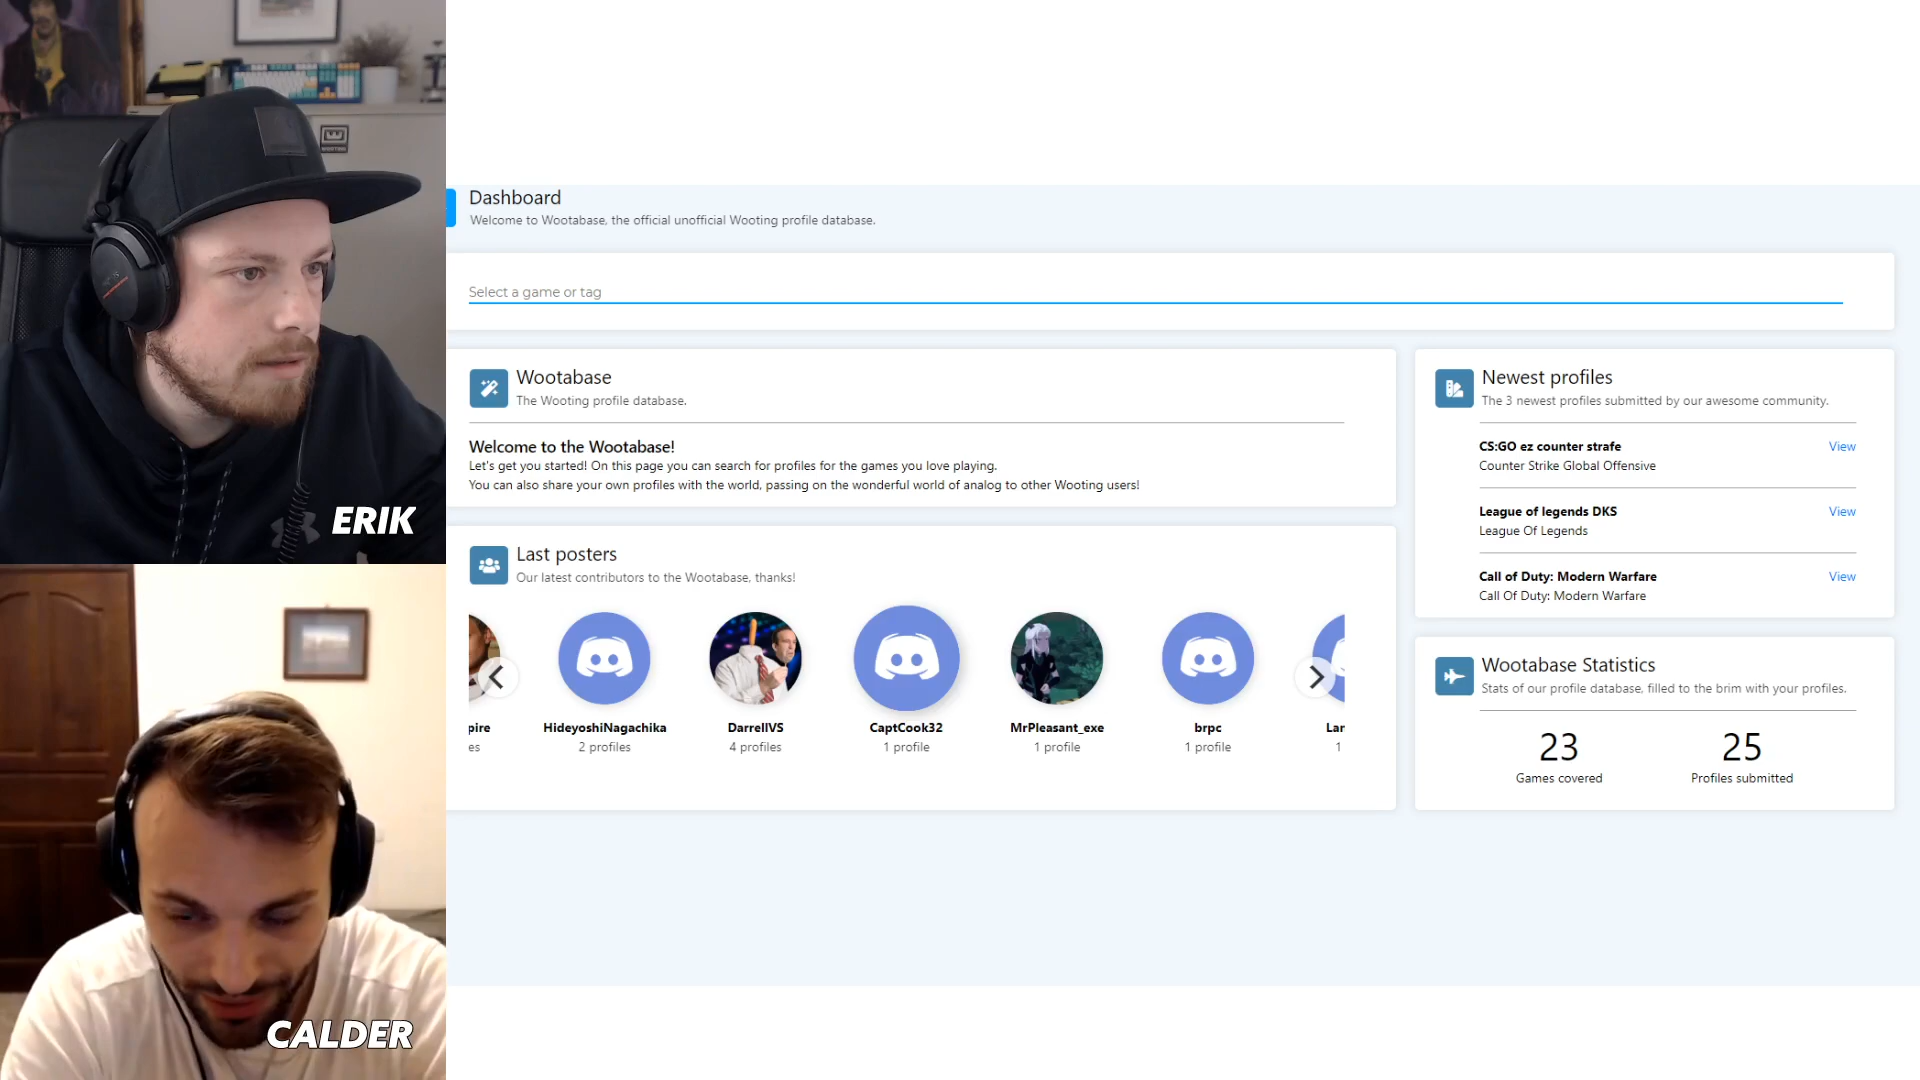 ERIK
CALDER
Dashboard
Welcome to Wootabase, the official unofficial Wooting profile database.
Select a game or tag
Wootabase
The Wooting profile database.
Welcome to the Wootabase!
Let's get you started! On this page you can search for profiles for the games you love playing.
You can also share your own profiles with the world, passing on the wonderful world of analog to other Wooting users!
Last posters
Our latest contributors to the Wootabase, thanks!
pire
es
HideyoshiNagachika
2 profiles
DarrellVS
4 profiles
CaptCook32
1 profile
MrPleasant_exe
1 profile
brpc
1 profile
Lar
1
Newest profiles
The 3 newest profiles submitted by our awesome community.
CS:GO ez counter strafe View
Counter Strike Global Offensive
League of legends DKS View
League Of Legends
Call of Duty: Modern Warfare View
Call Of Duty: Modern Warfare
Wootabase Statistics
Stats of our profile database, filled to the brim with your profiles.
23
Games covered
25
Profiles submitted